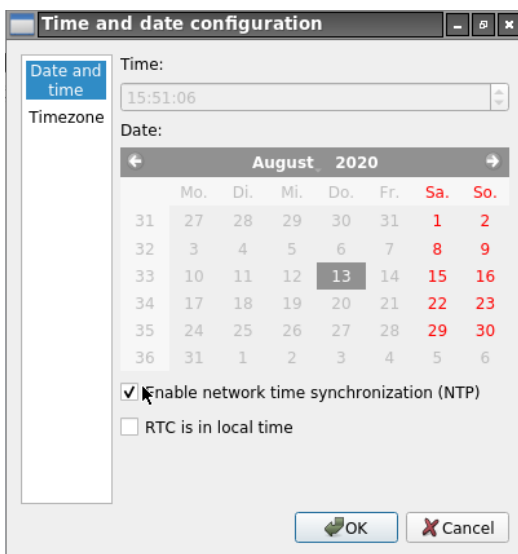 Time and date configuration
Date and
time
Timezone
Time:
15:51:06
Date:
August, 2020
Mo. Di. Mi. Do. Fr. Sa. So.
31 27 28 29 30 31 1 2
32 3 4 5 6 7 8 9
33 10 11 12 13 14 15 16
34 17 18 19 20 21 22 23
35 24 25 26 27 28 29 30
36 31 1 2 3 4 5 6
Enable network time synchronization (NTP)
RTC is in local time
OK Cancel